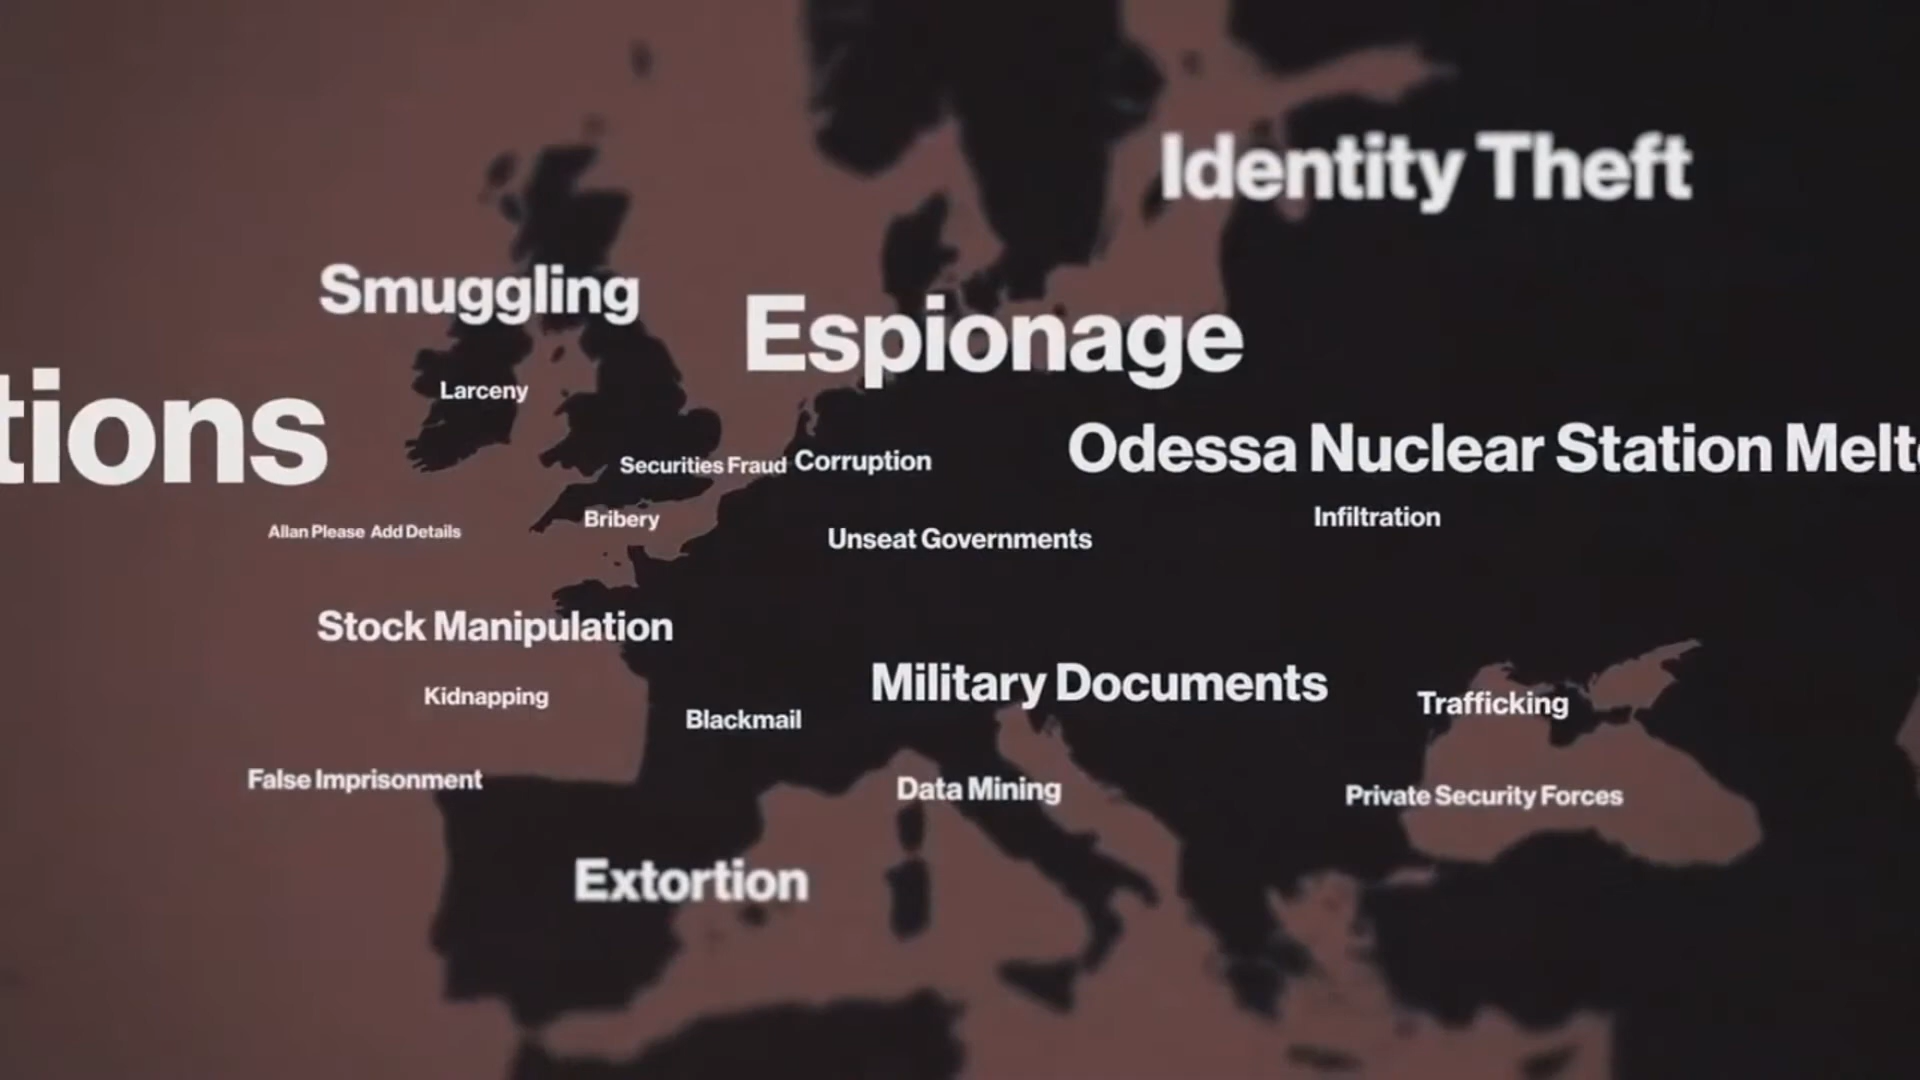 Identity Theft
Smuggling
Espionage
Larceny
tions
Securities Fraud
Corruption
Odessa Nuclear Station Melt
Allan Please Add Details
Bribery
Unseat Governments
Infiltration
Stock Manipulation
Military Documents
Kidnapping
Blackmail
Trafficking
False Imprisonment
Data Mining
Private Security Forces
Extortion